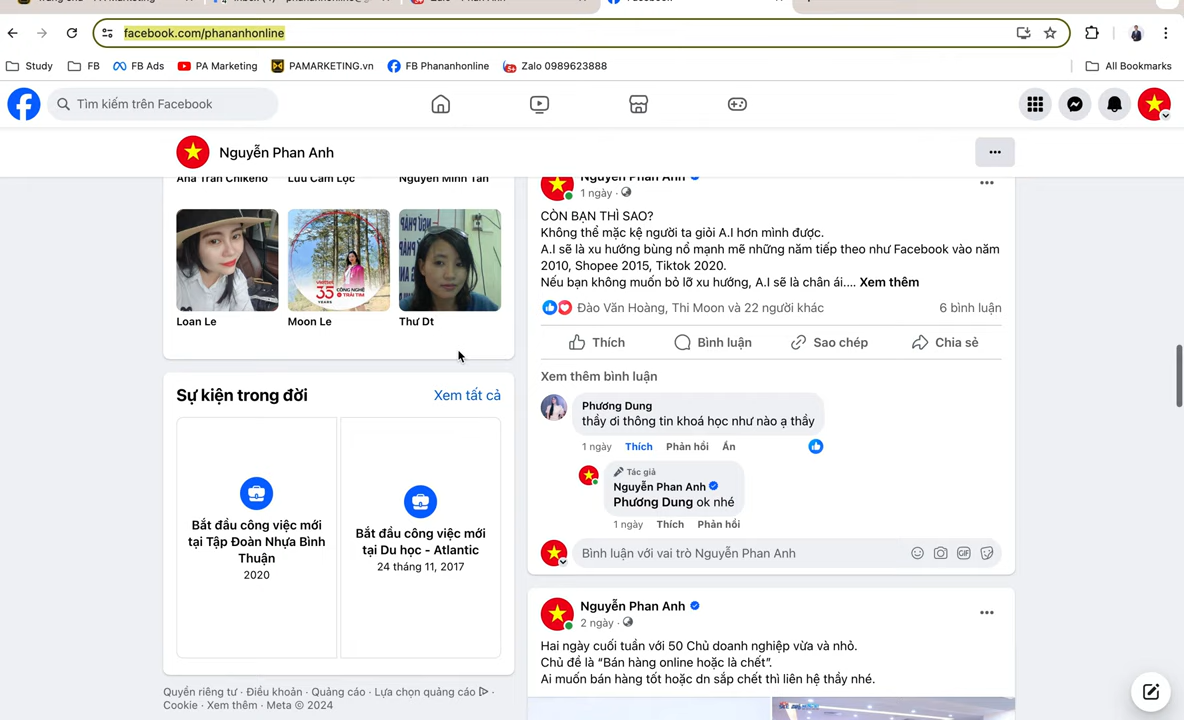 facebook.com/phananhonline
Study
FB
FB Ads
PA Marketing
PAMARKETING.vn
FB Phananhonline
Zalo 0989623888
All Bookmarks
Tìm kiếm trên Facebook
Nguyễn Phan Anh
Loan Le
Moon Le
Thư Dt
Sự kiện trong đời
Xem tất cả
Bắt đầu công việc mới
tại Tập Đoàn Nhựa Bình
Thuận
2020
Bắt đầu công việc mới
tại Du học - Atlantic
24 tháng 11, 2017
Quyền riêng tư · Điều khoản · Quảng cáo · Lựa chọn quảng cáo ·
Cookie · Xem thêm · Meta © 2024
Nguyễn Phan Anh
1 ngày ·
CÒN BẠN THÌ SAO?
Không thể mặc kệ người ta giỏi A.I hơn mình được.
A.I sẽ là xu hướng bùng nổ mạnh mẽ những năm tiếp theo như Facebook vào năm
2010, Shopee 2015, Tiktok 2020.
Nếu bạn không muốn bỏ lỡ xu hướng, A.I sẽ là chân ái.... Xem thêm
Đào Văn Hoàng, Thi Moon và 22 người khác
6 bình luận
Thích
Bình luận
Sao chép
Chia sẻ
Xem thêm bình luận
Phương Dung
thầy ơi thông tin khoá học như nào ạ thầy
1 ngày Thích Phản hồi Ẩn
Tác giả
Nguyễn Phan Anh
Phương Dung ok nhé
1 ngày Thích Phản hồi
Bình luận với vai trò Nguyễn Phan Anh
Nguyễn Phan Anh
2 ngày ·
Hai ngày cuối tuần với 50 Chủ doanh nghiệp vừa và nhỏ.
Chủ đề là “Bán hàng online hoặc là chết”.
Ai muốn bán hàng tốt hoặc dn sắp chết thì liên hệ thầy nhé.